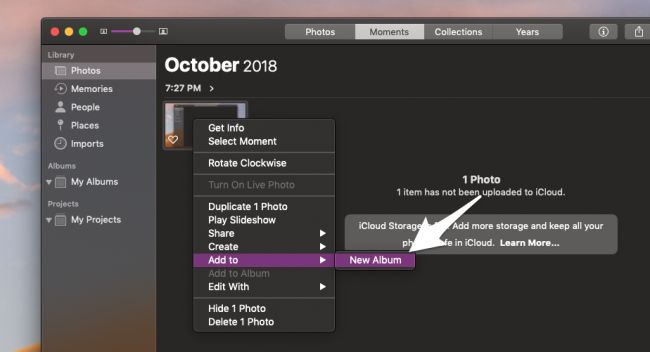 Photos Moments Collections Years
Library
Photos
Memories
People
Places
Imports
Albums
My Albums
Projects
My Projects
October 2018
7:27 PM >
Get Info
Select Moment
Rotate Clockwise
Turn On Live Photo
Duplicate 1 Photo
Play Slideshow
Share
Create
Add to
New Album
Add to Album
Edit With
Hide 1 Photo
Delete 1 Photo
1 Photo
1 item has not been uploaded to iCloud.
iCloud Storage Add more storage and keep all your
in iCloud. Learn More...